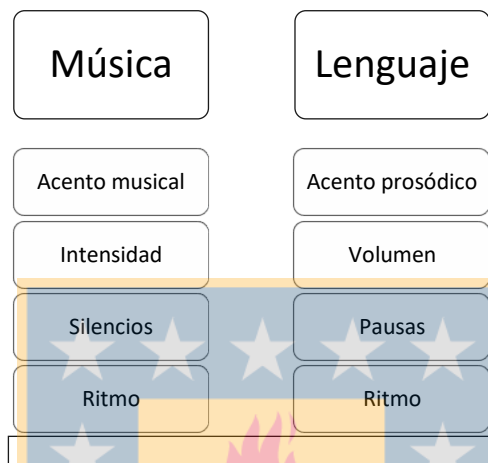 Música Lenguaje
Acento musical Acento prosódico
Intensidad Volumen
Silencios Pausas
Ritmo Ritmo